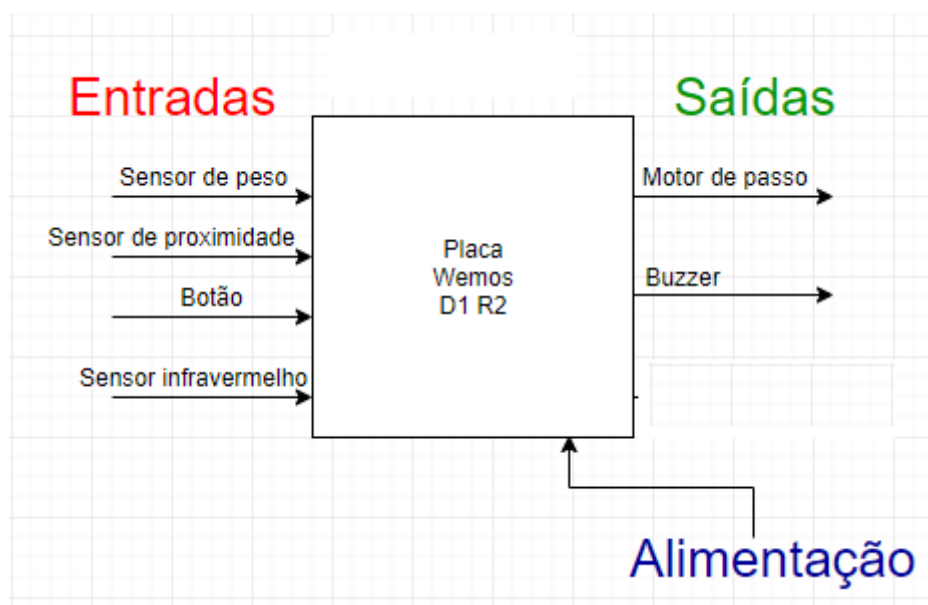 Entradas
Saídas
Sensor de peso
Motor de passo
Sensor de proximidade
Placa
Wemos
D1 R2
Buzzer
Botão
Sensor infravermelho
Alimentação